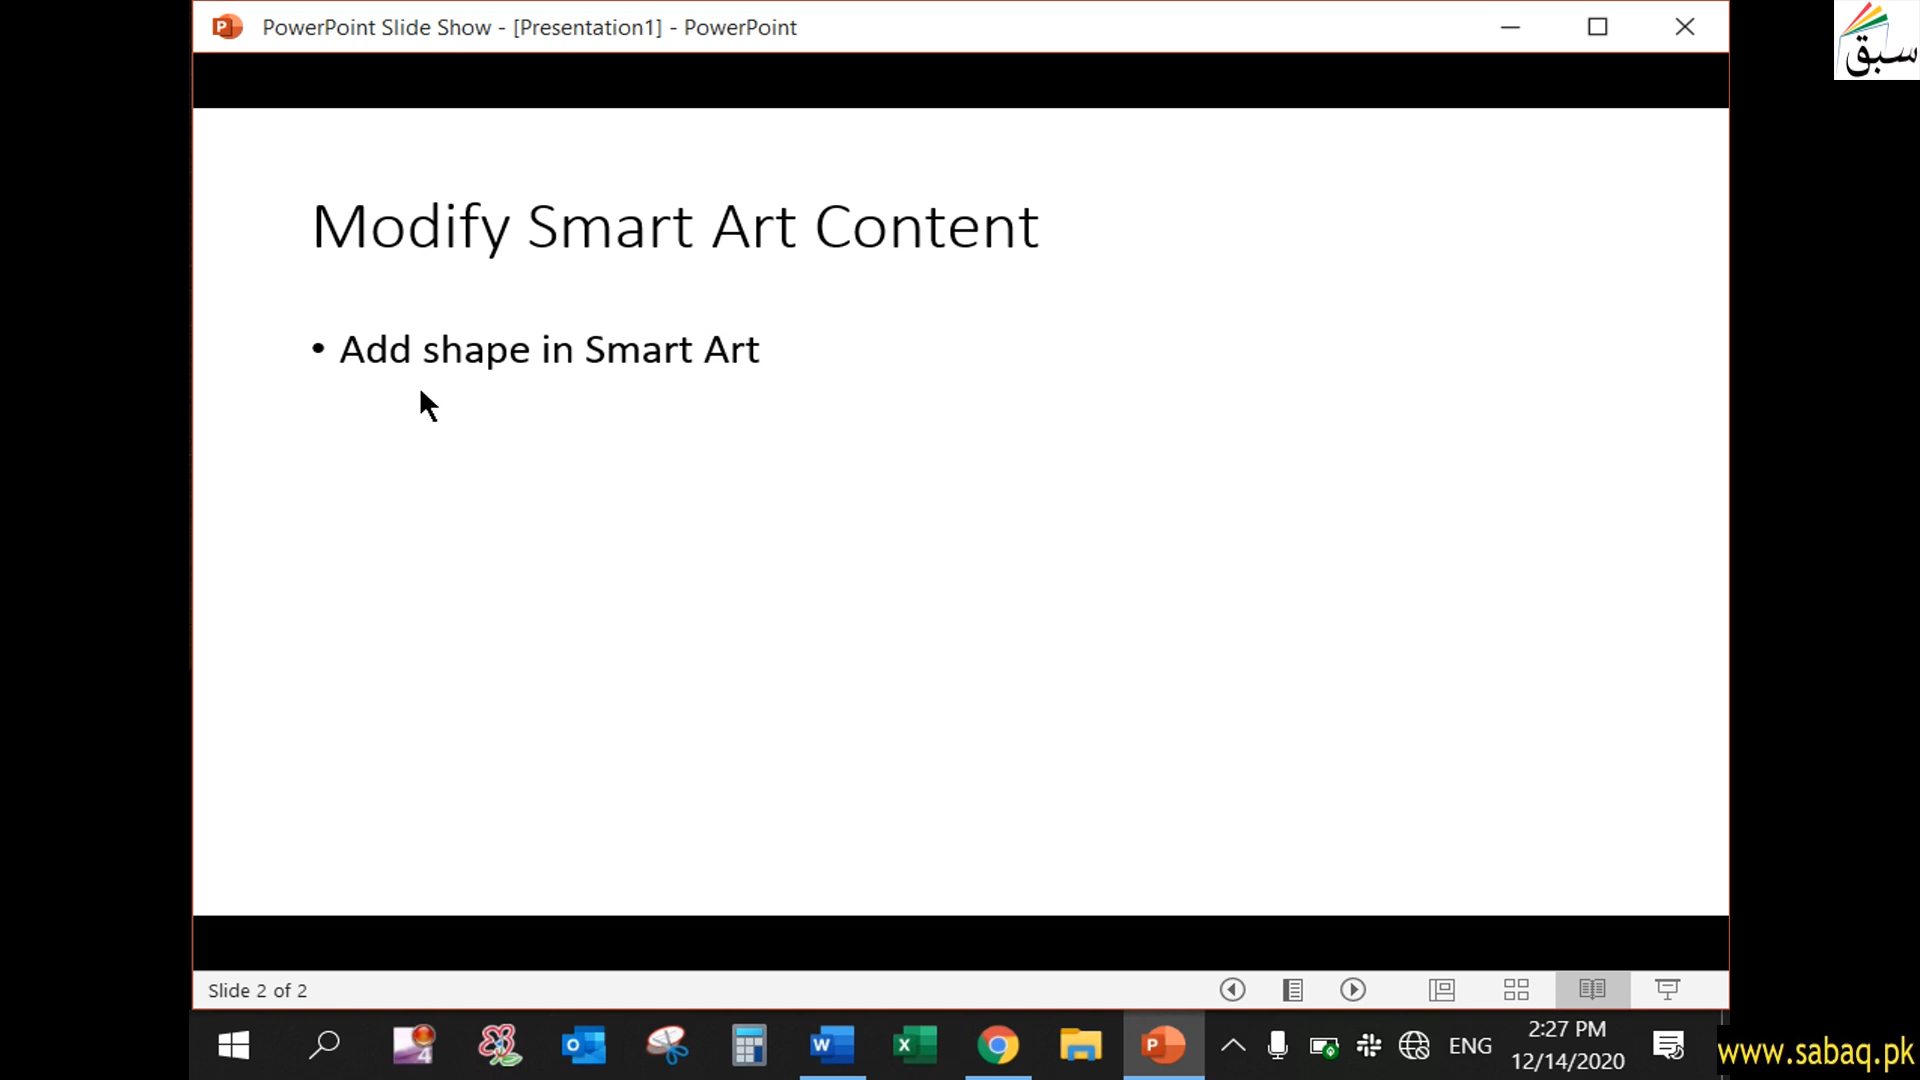 PowerPoint Slide Show - [Presentation1] - PowerPoint
سبق
Modify Smart Art Content
• Add shape in Smart Art
Slide 2 of 2
4
ENG
2:27 PM
12/14/2020
www.sabaq.pk